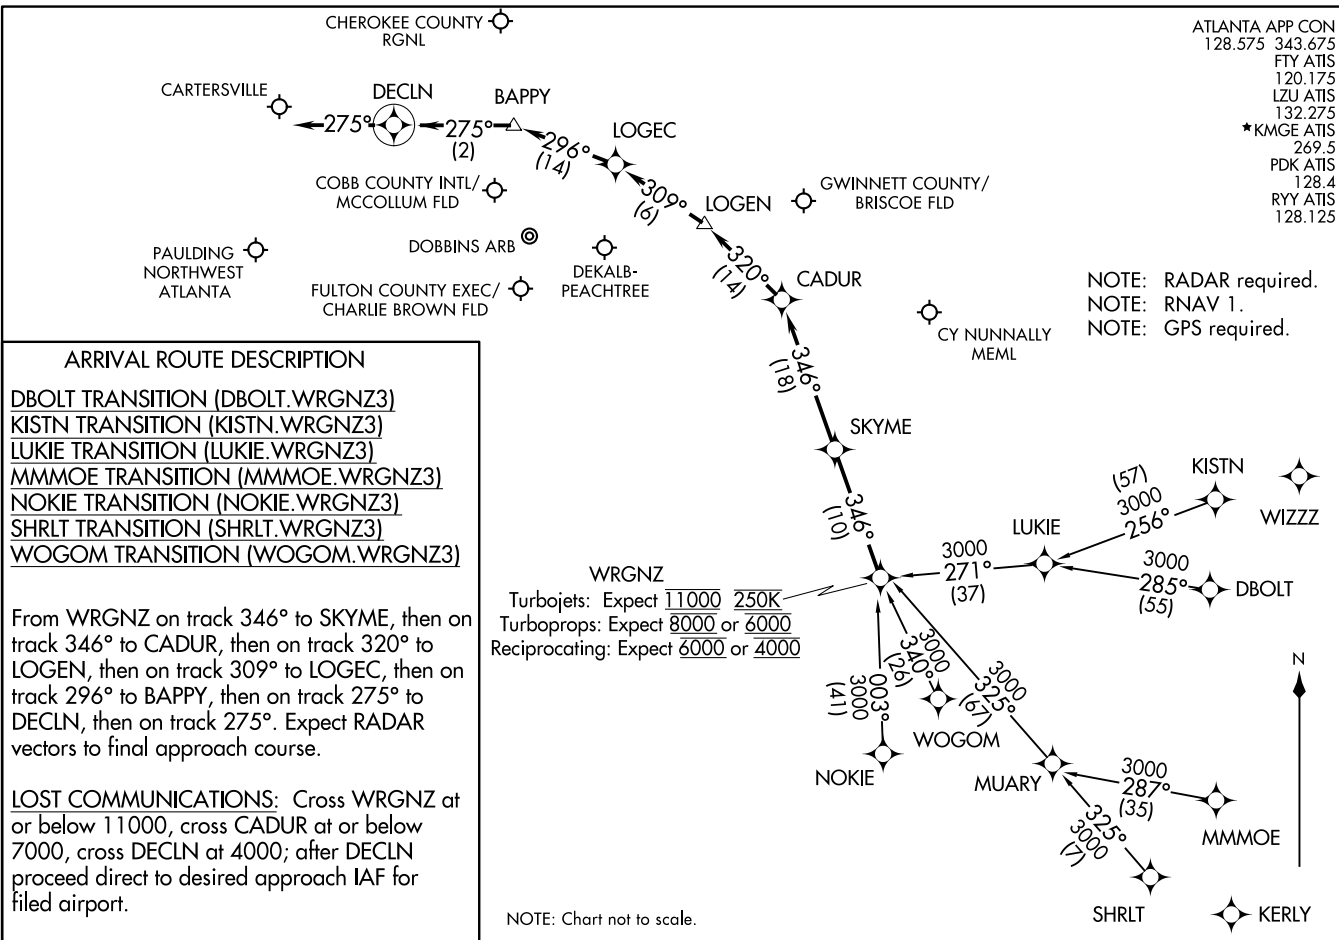 CHEROKEE COUNTY
RGNL
ATLANTA APP CON
128.575 343.675
FTY ATIS
120.175
LZU ATIS
132.275
★KMGE ATIS
269.5
PDK ATIS
128.4
RYY ATIS
128.125
CARTERSVILLE
DECLN
BAPPY
275°
275°
(2)
296°
(14)
LOGEC
309°
(6)
COBB COUNTY INTL/
MCCOLLUM FLD
GWINNETT COUNTY/
BRISCOE FLD
LOGEN
DOBBINS ARB
PAULDING
NORTHWEST
ATLANTA
DEKALB-
PEACHTREE
FULTON COUNTY EXEC/
CHARLIE BROWN FLD
320°
(14)
CADUR
CY NUNNALLY
MEML
NOTE: RADAR required.
NOTE: RNAV 1.
NOTE: GPS required.
346°
(18)
SKYME
346°
(10)
ARRIVAL ROUTE DESCRIPTION
DBOLT TRANSITION (DBOLT.WRGNZ3)
KISTN TRANSITION (KISTN.WRGNZ3)
LUKIE TRANSITION (LUKIE.WRGNZ3)
MMMOE TRANSITION (MMMOE.WRGNZ3)
NOKIE TRANSITION (NOKIE.WRGNZ3)
SHRLT TRANSITION (SHRLT.WRGNZ3)
WOGOM TRANSITION (WOGOM.WRGNZ3)
From WRGNZ on track 346° to SKYME, then on
track 346° to CADUR, then on track 320° to
LOGEN, then on track 309° to LOGEC, then on
track 296° to BAPPY, then on track 275° to
DECLN, then on track 275°. Expect RADAR
vectors to final approach course.
LOST COMMUNICATIONS: Cross WRGNZ at
or below 11000, cross CADUR at or below
7000, cross DECLN at 4000; after DECLN
proceed direct to desired approach IAF for
filed airport.
WRGNZ
Turbojets: Expect 11000 250K
Turboprops: Expect 8000 or 6000
Reciprocating: Expect 6000 or 4000
KISTN
(57)
3000
256°
WIZZZ
LUKIE
3000
271°
(37)
3000
285°
(55)
DBOLT
003°
3000
(41)
NOKIE
3000
340°
(26)
WOGOM
3000
325°
(67)
MUARY
3000
287°
(35)
MMMOE
325°
3000
(7)
SHRLT
KERLY
N
NOTE: Chart not to scale.